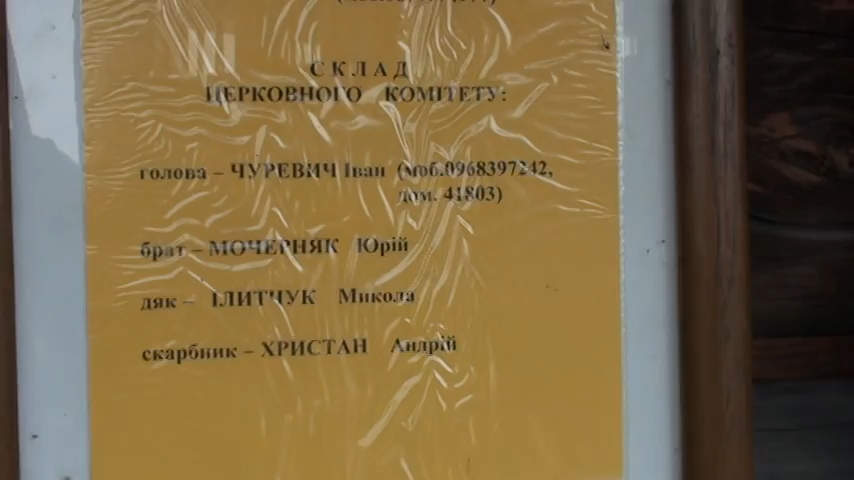 С К Л А Д
ЦЕРКОВНОГО КОМІТЕТУ:
голова – ЧУРЕВИЧ Іван (моб.0968397242,
дом. 41803)
брат – МОЧЕРНЯК Юрій
дяк – ІЛИТЧУК Микола
скарбник – ХРИСТАН Андрій